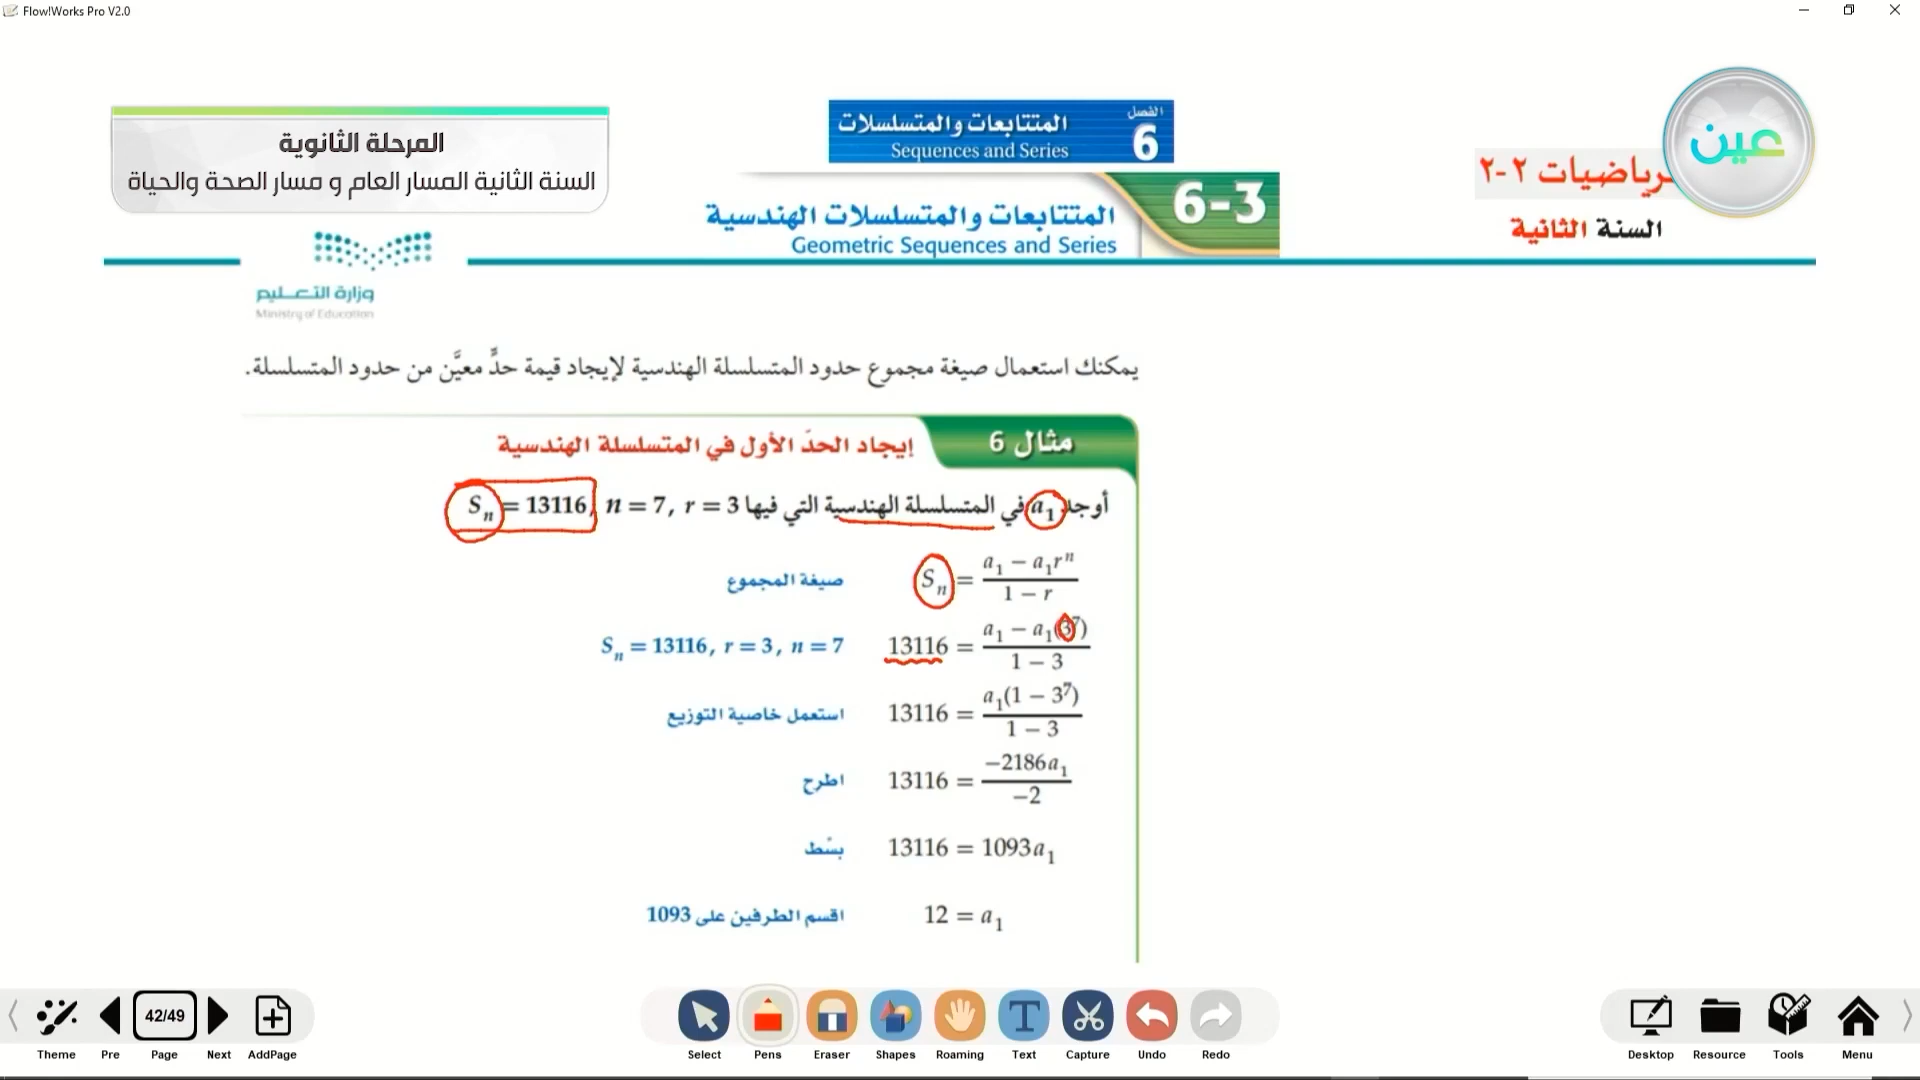 FlowWorks Pro V2.0
المرحلة الثانوية
السنة الثانية المسار العام و مسار الصحة والحياة
الفصل 6
المتتابعات والمتسلسلات
Sequences and Series
6-3
المتتابعات والمتسلسلات الهندسية
Geometric Sequences and Series
عين
رياضيات ٢-٢
السنة الثانية
وزارة التعليم
Ministry of Education
يمكنك استعمال صيغة مجموع حدود المتسلسلة الهندسية لإيجاد قيمة حدٍّ معيَّن من حدود المتسلسلة.
مثال 6 إيجاد الحدّ الأول في المتسلسلة الهندسية
أوجد a₁ في المتسلسلة الهندسية التي فيها Sₙ = 13116, n = 7, r = 3
صيغة المجموع Sₙ = (a₁ − a₁rⁿ)/(1 − r)
Sₙ = 13116, r = 3, n = 7 13116 = (a₁ − a₁(3⁷))/(1 − 3)
استعمل خاصية التوزيع 13116 = a₁(1 − 3⁷)/(1 − 3)
اطرح 13116 = −2186a₁/−2
بسّط 13116 = 1093a₁
اقسم الطرفين على 1093 12 = a₁
42/49
Theme Pre Page Next AddPage Select Pens Eraser Shapes Roaming Text Capture Undo Redo Desktop Resource Tools Menu